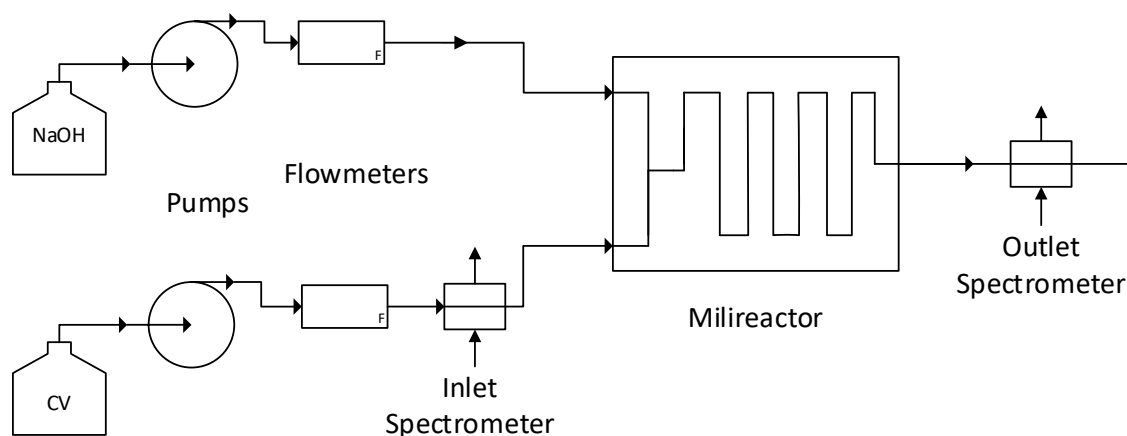 F
NaOH
Flowmeters
Pumps
Outlet
Spectrometer
F
Milireactor
Inlet
Spectrometer
CV